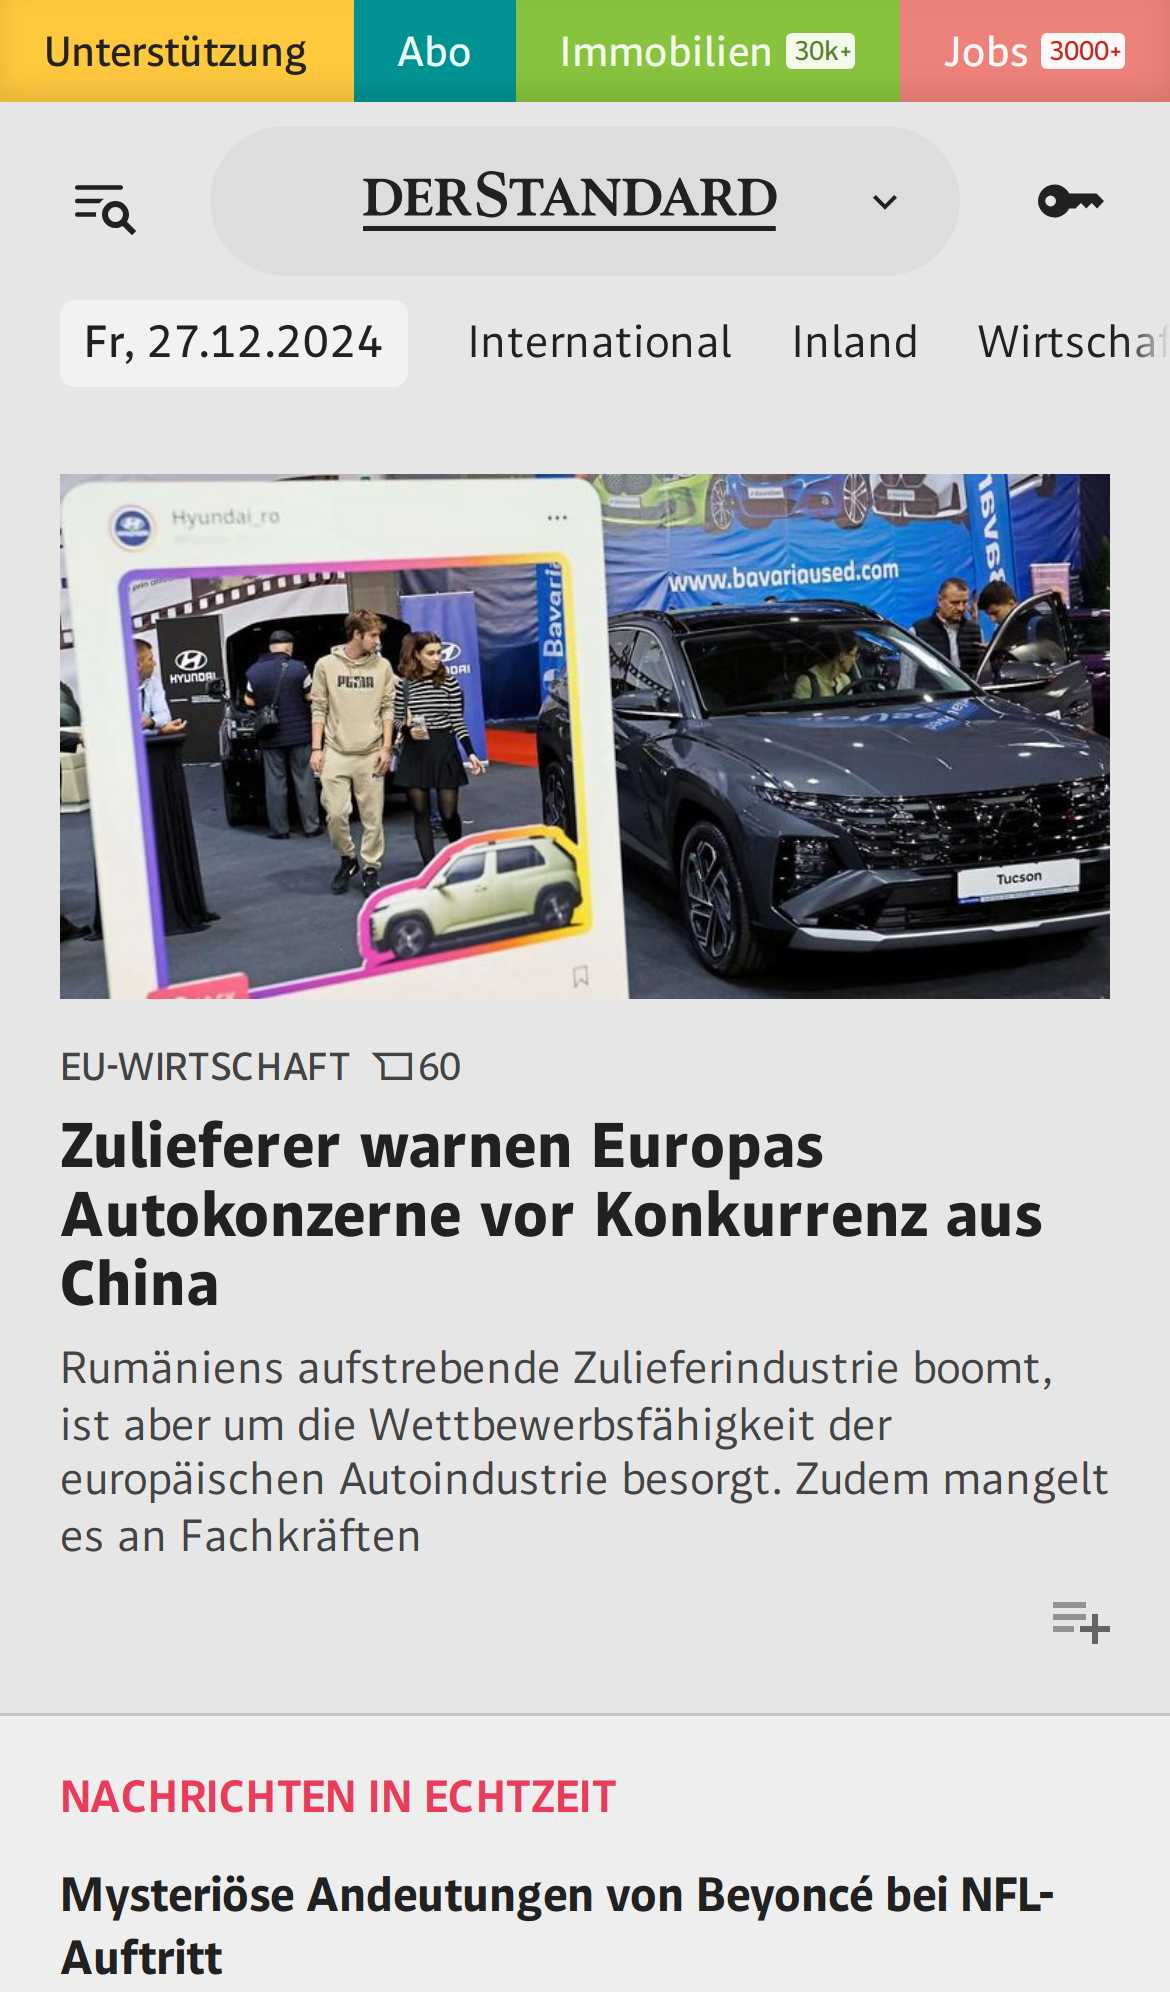 Unterstützung
Abo
Immobilien 30k+
Jobs 3000+
DERSTANDARD
Fr, 27.12.2024
International
Inland
Wirtschaf
Hyundai_ro
www.bavariaused.com
Bavaria
HYUNDAI
PUMA
Tucson
EU-WIRTSCHAFT 60
Zulieferer warnen Europas
Autokonzerne vor Konkurrenz aus
China
Rumäniens aufstrebende Zulieferindustrie boomt,
ist aber um die Wettbewerbsfähigkeit der
europäischen Autoindustrie besorgt. Zudem mangelt
es an Fachkräften
NACHRICHTEN IN ECHTZEIT
Mysteriöse Andeutungen von Beyoncé bei NFL-
Auftritt